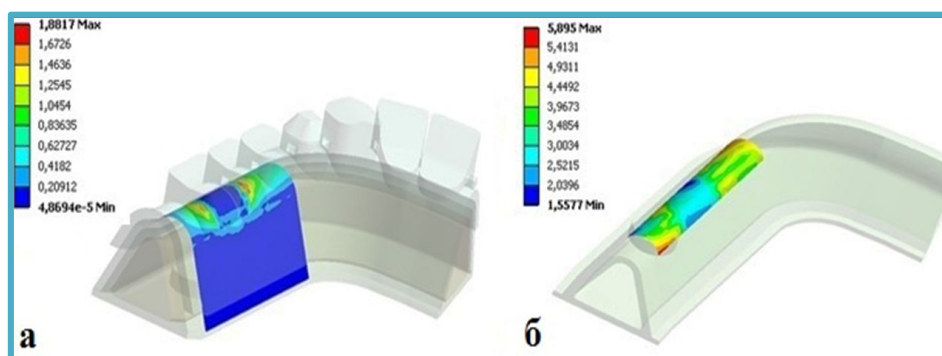 1,8817 Max
1,6726
1,4636
1,2545
1,0454
0,83635
0,62727
0,4182
0,20912
4,8694e-5 Min
а
5,895 Max
5,4131
4,9311
4,4492
3,9673
3,4854
3,0034
2,5215
2,0396
1,5577 Min
б